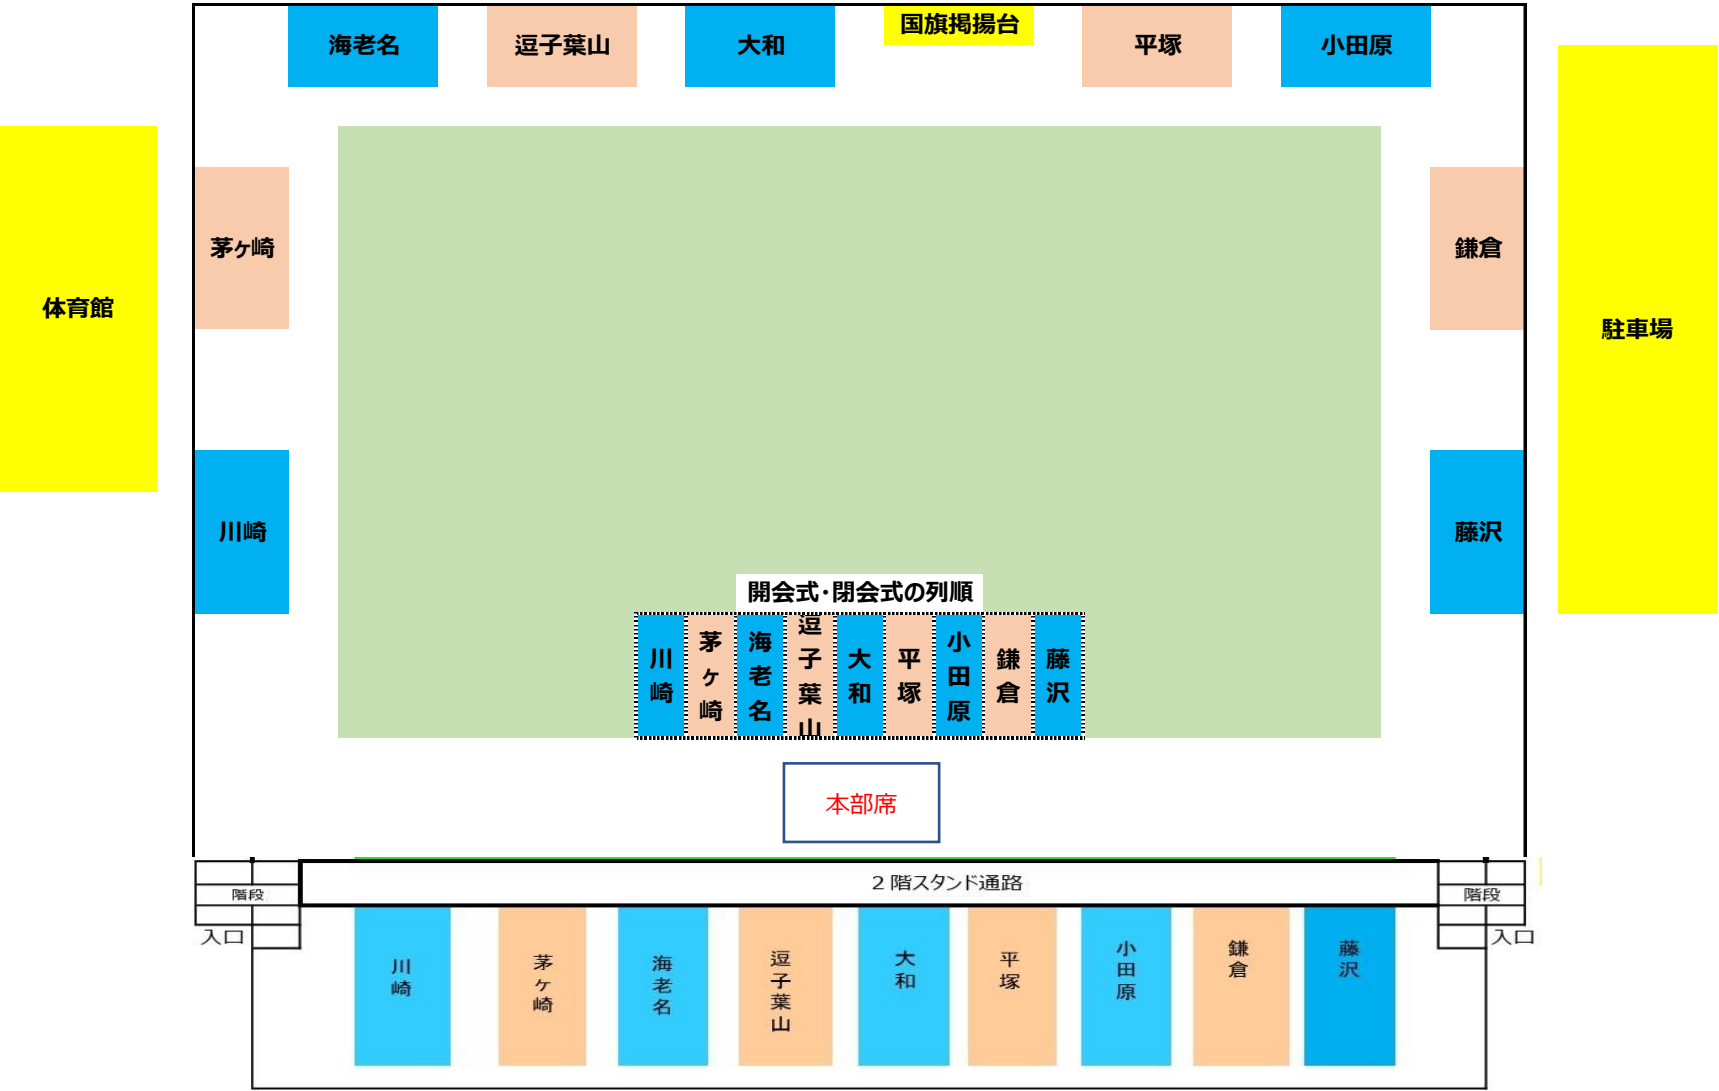 海老名
逗子葉山
大和
国旗掲揚台
平塚
小田原
体育館
茅ヶ崎
鎌倉
駐車場
川崎
藤沢
開会式・閉会式の列順
川崎
茅ヶ崎
海老名
逗子葉山
大和
平塚
小田原
鎌倉
藤沢
本部席
２階スタンド通路
階段
階段
入口
入口
川崎
茅ヶ崎
海老名
逗子葉山
大和
平塚
小田原
鎌倉
藤沢